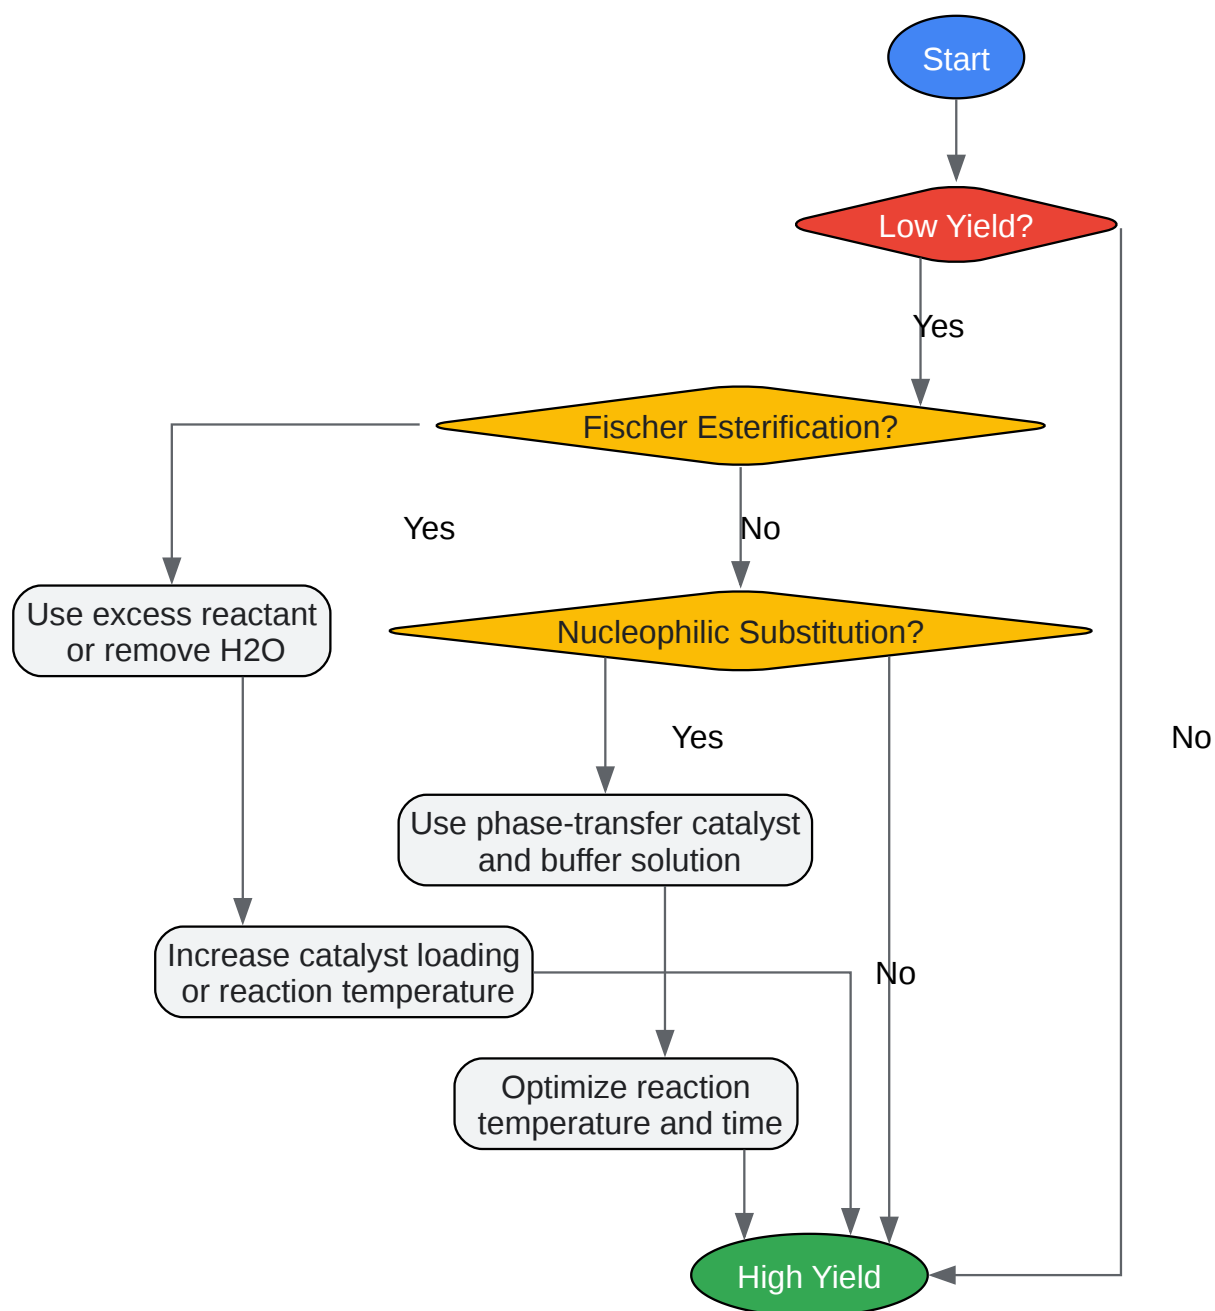 Start
Low Yield?
Yes
Fischer Esterification?
Yes
No
Use excess reactant
or remove H2O
Nucleophilic Substitution?
Yes
No
Use phase-transfer catalyst
and buffer solution
Increase catalyst loading
or reaction temperature
No
Optimize reaction
temperature and time
High Yield